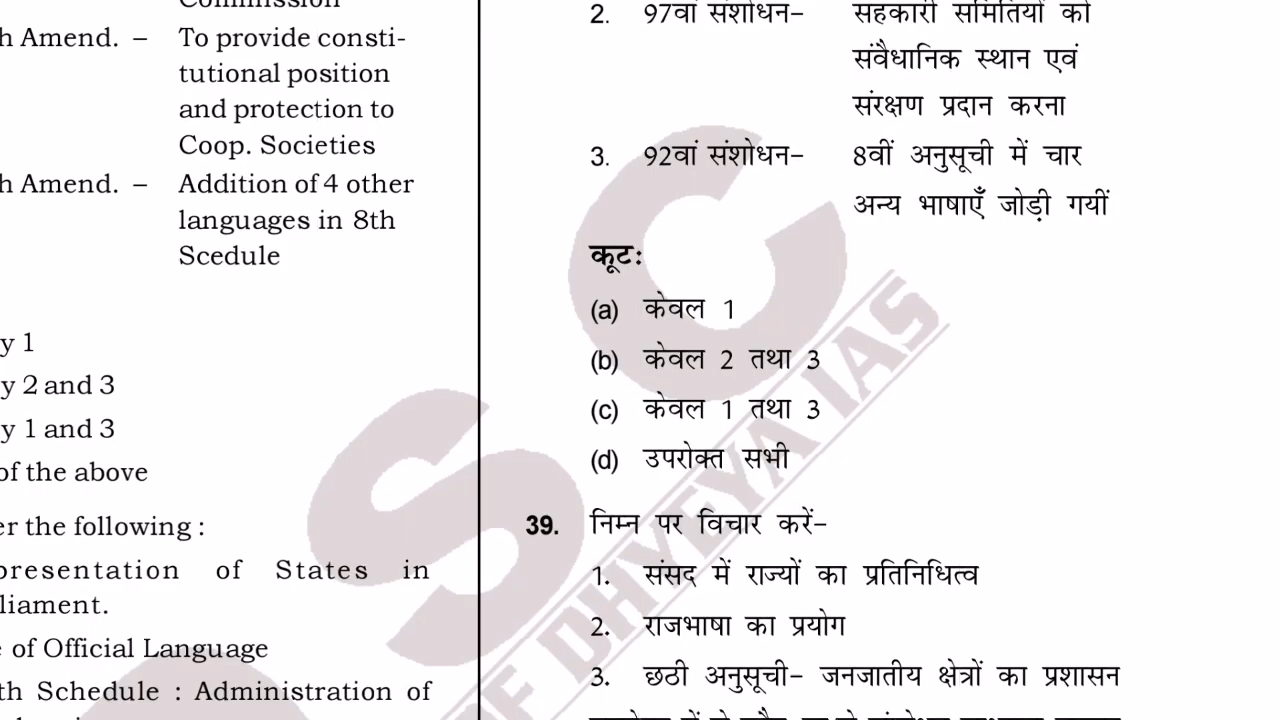 Commission
h Amend. – To provide consti-
tutional position
and protection to
Coop. Societies
h Amend. – Addition of 4 other
languages in 8th
Scedule
y 1
y 2 and 3
y 1 and 3
of the above
er the following :
presentation of States in
liament.
e of Official Language
th Schedule : Administration of
2. 97वां संशोधन– सहकारी समितियों को
संवैधानिक स्थान एवं
संरक्षण प्रदान करना
3. 92वां संशोधन– 8वीं अनुसूची में चार
अन्य भाषाएँ जोड़ी गयीं
कूटः
(a) केवल 1
(b) केवल 2 तथा 3
(c) केवल 1 तथा 3
(d) उपरोक्त सभी
39. निम्न पर विचार करें–
1. संसद में राज्यों का प्रतिनिधित्व
2. राजभाषा का प्रयोग
3. छठी अनुसूची– जनजातीय क्षेत्रों का प्रशासन
S C
OF DHYEYA IAS